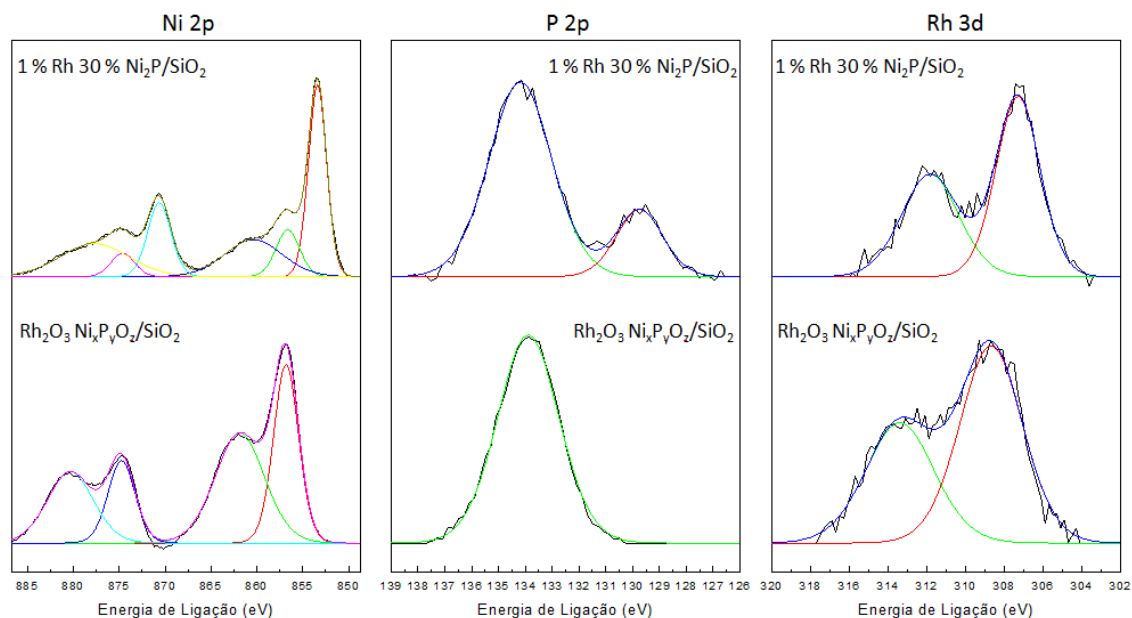 Ni 2p
P 2p
Rh 3d
1 % Rh 30 % Ni₂P/SiO₂
1 % Rh 30 % Ni₂P/SiO₂
1 % Rh 30 % Ni₂P/SiO₂
Rh₂O₃ NiₓPᵧO𝓏/SiO₂
Rh₂O₃ NiₓPᵧO𝓏/SiO₂
Rh₂O₃ NiₓPᵧO𝓏/SiO₂
885 880 875 870 865 860 855 850
139 138 137 136 135 134 133 132 131 130 129 128 127 126
320 318 316 314 312 310 308 306 304 302
Energia de Ligação (eV)
Energia de Ligação (eV)
Energia de Ligação (eV)